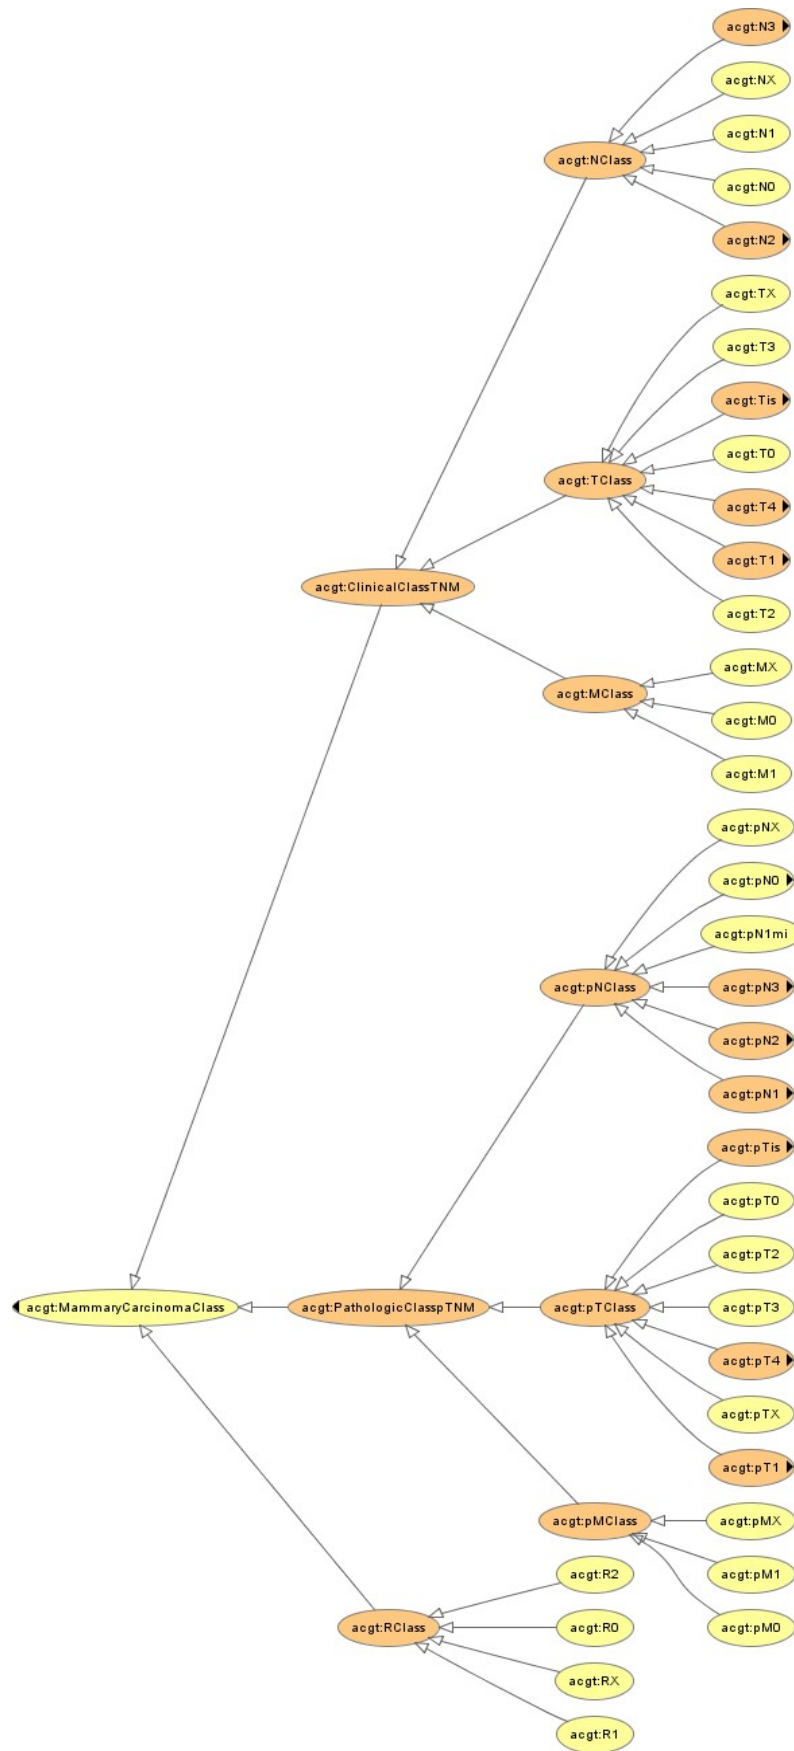 acgt:N3
acgt:NX
acgt:N1
acgt:NClass
acgt:N0
acgt:N2
acgt:TX
acgt:T3
acgt:Tis
acgt:T0
acgt:TClass
acgt:T4
acgt:T1
acgt:ClinicalClassTNM
acgt:T2
acgt:MX
acgt:MClass
acgt:M0
acgt:M1
acgt:pNX
acgt:pN0
acgt:pN1mi
acgt:pNClass
acgt:pN3
acgt:pN2
acgt:pN1
acgt:pTis
acgt:pT0
acgt:pT2
acgt:MammaryCarcinomaClass
acgt:PathologicClasspTNM
acgt:pTClass
acgt:pT3
acgt:pT4
acgt:pTX
acgt:pT1
acgt:pMClass
acgt:pMX
acgt:R2
acgt:pM1
acgt:RClass
acgt:R0
acgt:pM0
acgt:RX
acgt:R1